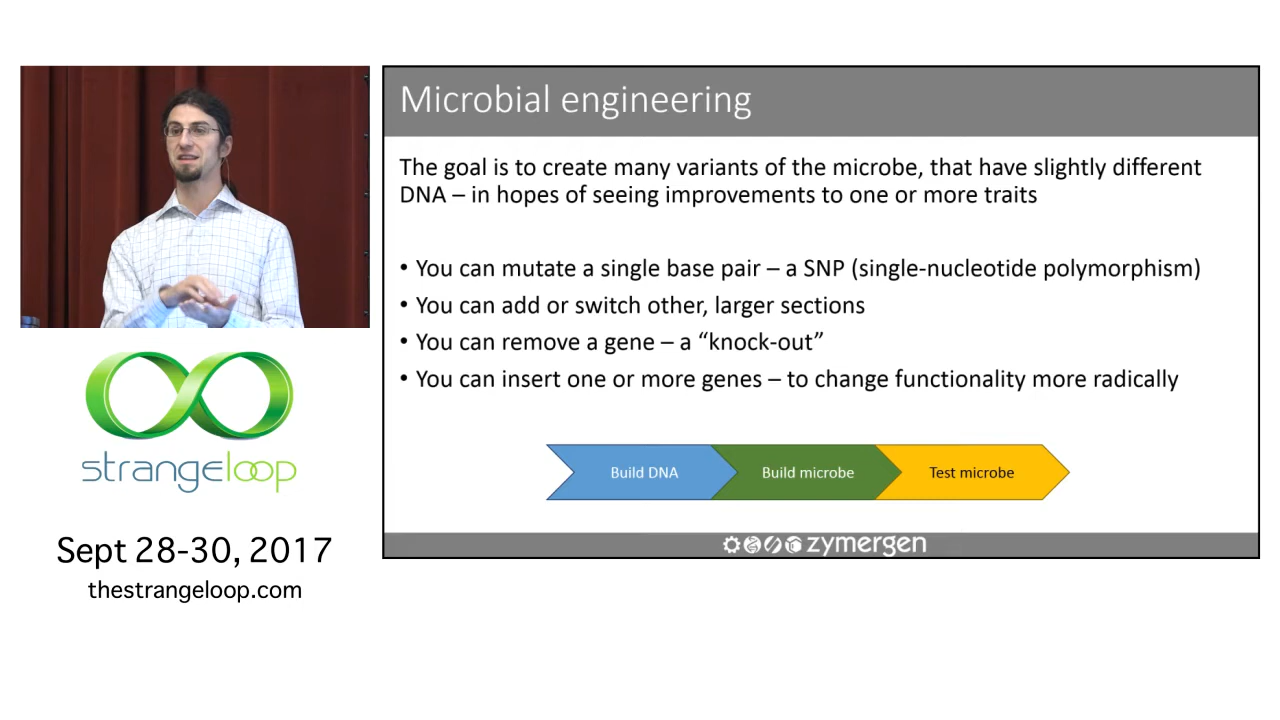 Microbial engineering
The goal is to create many variants of the microbe, that have slightly different
DNA – in hopes of seeing improvements to one or more traits
• You can mutate a single base pair – a SNP (single-nucleotide polymorphism)
• You can add or switch other, larger sections
• You can remove a gene – a “knock-out”
• You can insert one or more genes – to change functionality more radically
Build DNA
Build microbe
Test microbe
zymergen
strangeloop
Sept 28-30, 2017
thestrangeloop.com